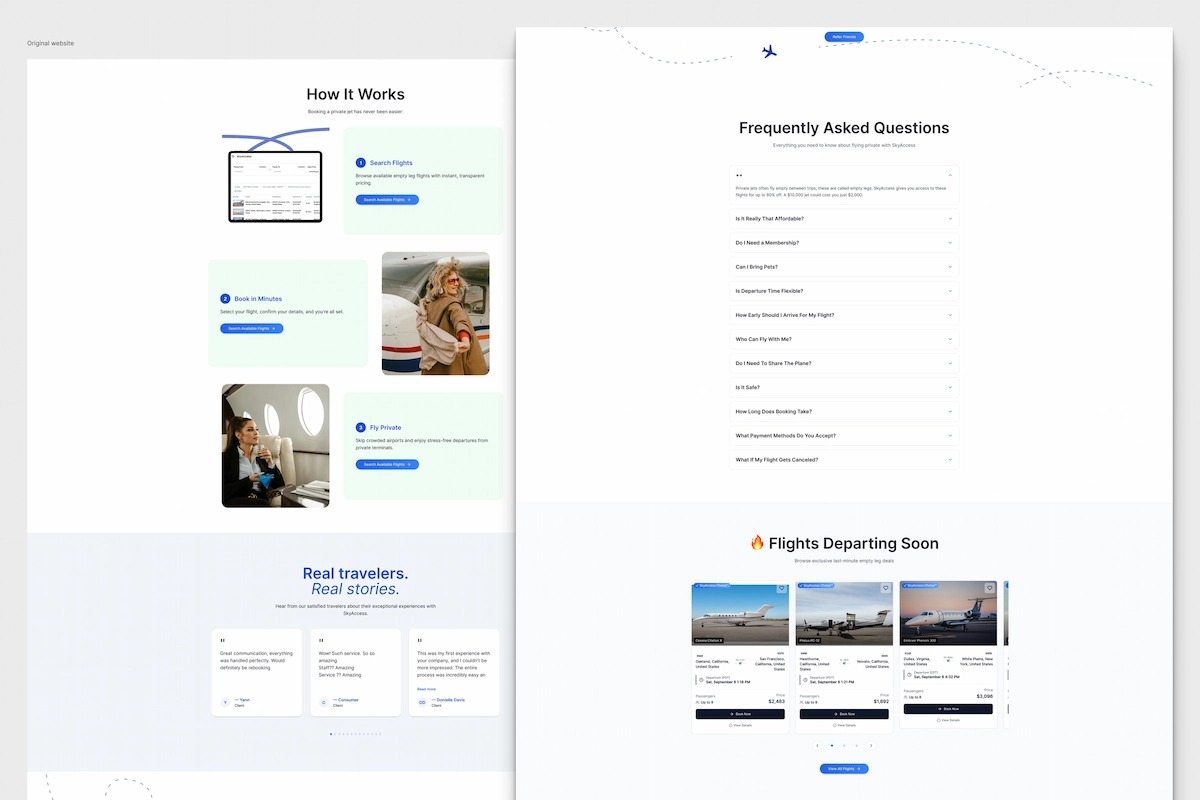 Original website
How It Works
Booking a private jet has never been easier:
1 Search Flights
Browse available empty leg flights with instant, transparent
pricing.
Search Available Flights →
2 Book in Minutes
Select your flight, confirm your details, and you're all set.
Search Available Flights →
3 Fly Private
Skip crowded airports and enjoy stress-free departures from
private terminals.
Search Available Flights →
Real travelers.
Real stories.
Hear from our satisfied travelers about their exceptional experiences with
SkyAccess.
"
Great communication, everything
was handled perfectly. Would
definitely be rebooking
Y — Yann
Client
"
Wow! Such service. So so
amazing
Staff??? Amazing
Service ?? Amazing
C — Consumer
Client
"
This was my first experience with
your company, and I couldn't be
more impressed. The entire
process was incredibly easy an
Read more
DD — Danielle Davis
Client
Refer Friends
Frequently Asked Questions
Everything you need to know about flying private with SkyAccess
Private jets often fly empty between trips, these are called empty legs. SkyAccess gives you access to these
flights for up to 80% off. A $10,000 jet could cost you just $2,000.
Is It Really That Affordable?
Do I Need a Membership?
Can I Bring Pets?
Is Departure Time Flexible?
How Early Should I Arrive For My Flight?
Who Can Fly With Me?
Do I Need To Share The Plane?
Is It Safe?
How Long Does Booking Take?
What Payment Methods Do You Accept?
What If My Flight Gets Canceled?
🔥 Flights Departing Soon
Browse exclusive last-minute empty leg deals
Oakland, California,
United States
San Francisco,
California, United
States
Departure (PDT)
Sat, September 6 1:18 PM
Passengers
Up to 8
Price
$2,463
Book Now
View Details
Pilatus PC-12
Hawthorne,
California, United
States
Novato, California,
United States
Departure (PDT)
Sat, September 6 1:21 PM
Passengers
Up to 8
Price
$1,892
Book Now
View Details
Embraer Phenom 300
Dulles, Virginia,
United States
White Plains, New
York, United States
Departure (EDT)
Sat, September 6 4:32 PM
Passengers
Up to 8
Price
$3,096
Book Now
View Details
View All Flights →